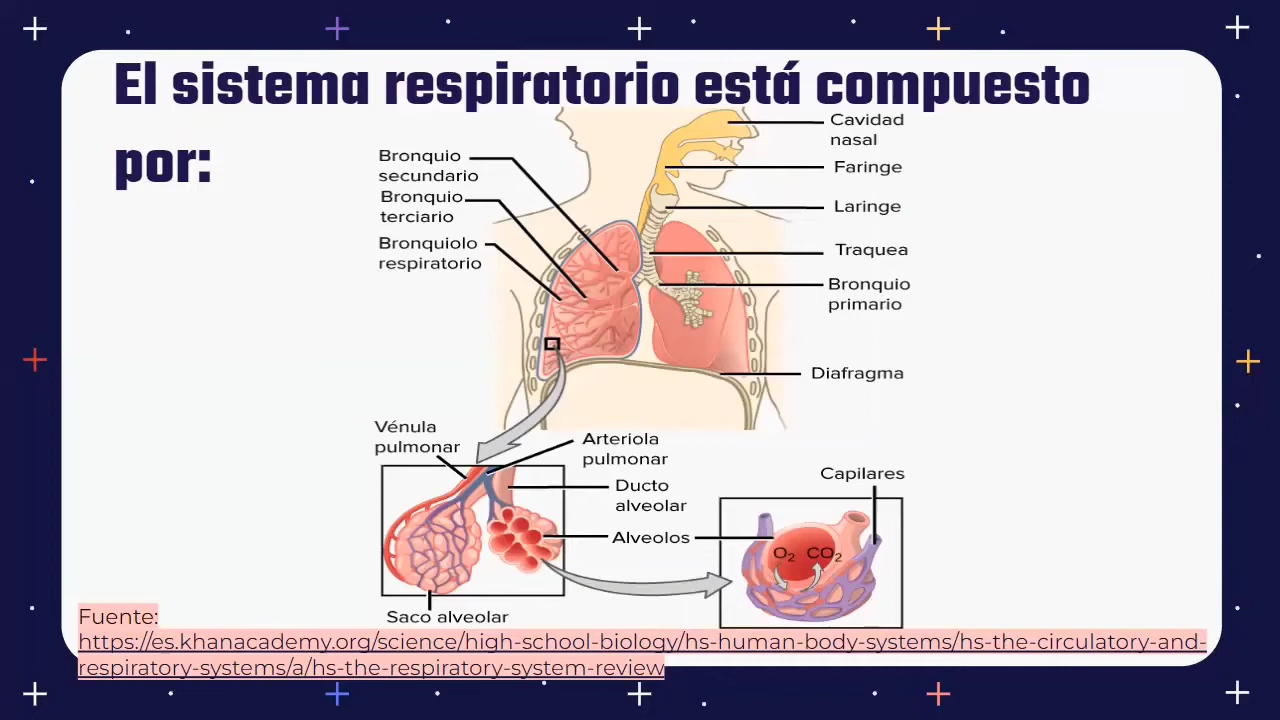 El sistema respiratorio está compuesto
por:
Cavidad
nasal
Faringe
Laringe
Traquea
Bronquio
primario
Diafragma
Bronquio
secundario
Bronquio
terciario
Bronquiolo
respiratorio
Vénula
pulmonar
Arteriola
pulmonar
Ducto
alveolar
Alveolos
Saco alveolar
Capilares
O₂ CO₂
Fuente:
https://es.khanacademy.org/science/high-school-biology/hs-human-body-systems/hs-the-circulatory-and-
respiratory-systems/a/hs-the-respiratory-system-review